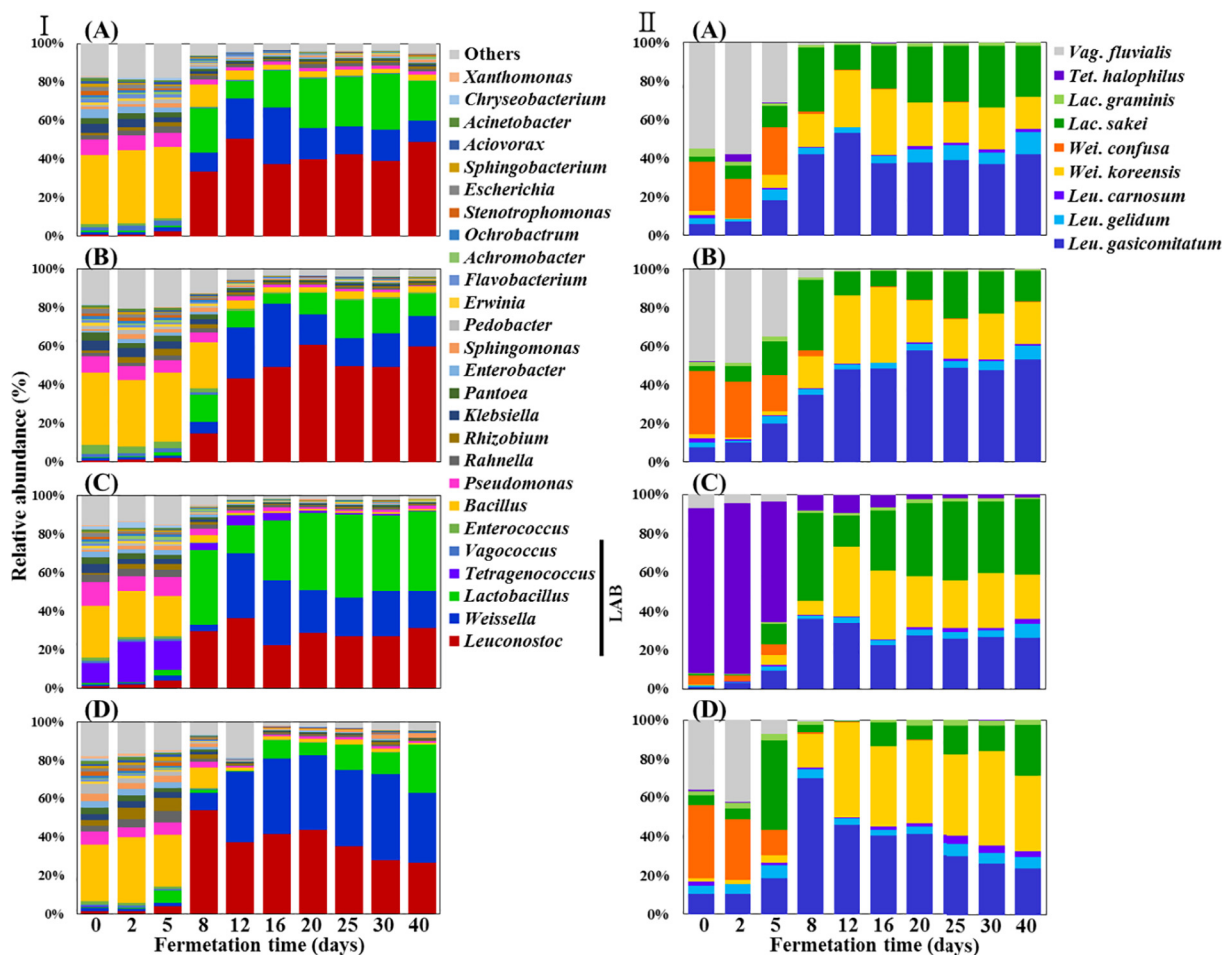 I
II
(A)
100%
80%
60%
40%
20%
0%
(B)
100%
80%
60%
40%
20%
0%
(C)
100%
80%
60%
40%
20%
0%
(D)
100%
80%
60%
40%
20%
0%
Relative abundance (%)
0 2 5 8 12 16 20 25 30 40
Fermetation time (days)
Others
Xanthomonas
Chryseobacterium
Acinetobacter
Aciovorax
Sphingobacterium
Escherichia
Stenotrophomonas
Ochrobactrum
Achromobacter
Flavobacterium
Erwinia
Pedobacter
Sphingomonas
Enterobacter
Pantoea
Klebsiella
Rhizobium
Rahnella
Pseudomonas
Bacillus
Enterococcus
Vagococcus
Tetragenococcus
Lactobacillus
Weissella
Leuconostoc
LAB
(A)
100%
80%
60%
40%
20%
0%
(B)
100%
80%
60%
40%
20%
0%
(C)
100%
80%
60%
40%
20%
0%
(D)
100%
80%
60%
40%
20%
0%
0 2 5 8 12 16 20 25 30 40
Fermetation time (days)
Vag. fluvialis
Tet. halophilus
Lac. graminis
Lac. sakei
Wei. confusa
Wei. koreensis
Leu. carnosum
Leu. gelidum
Leu. gasicomitatum